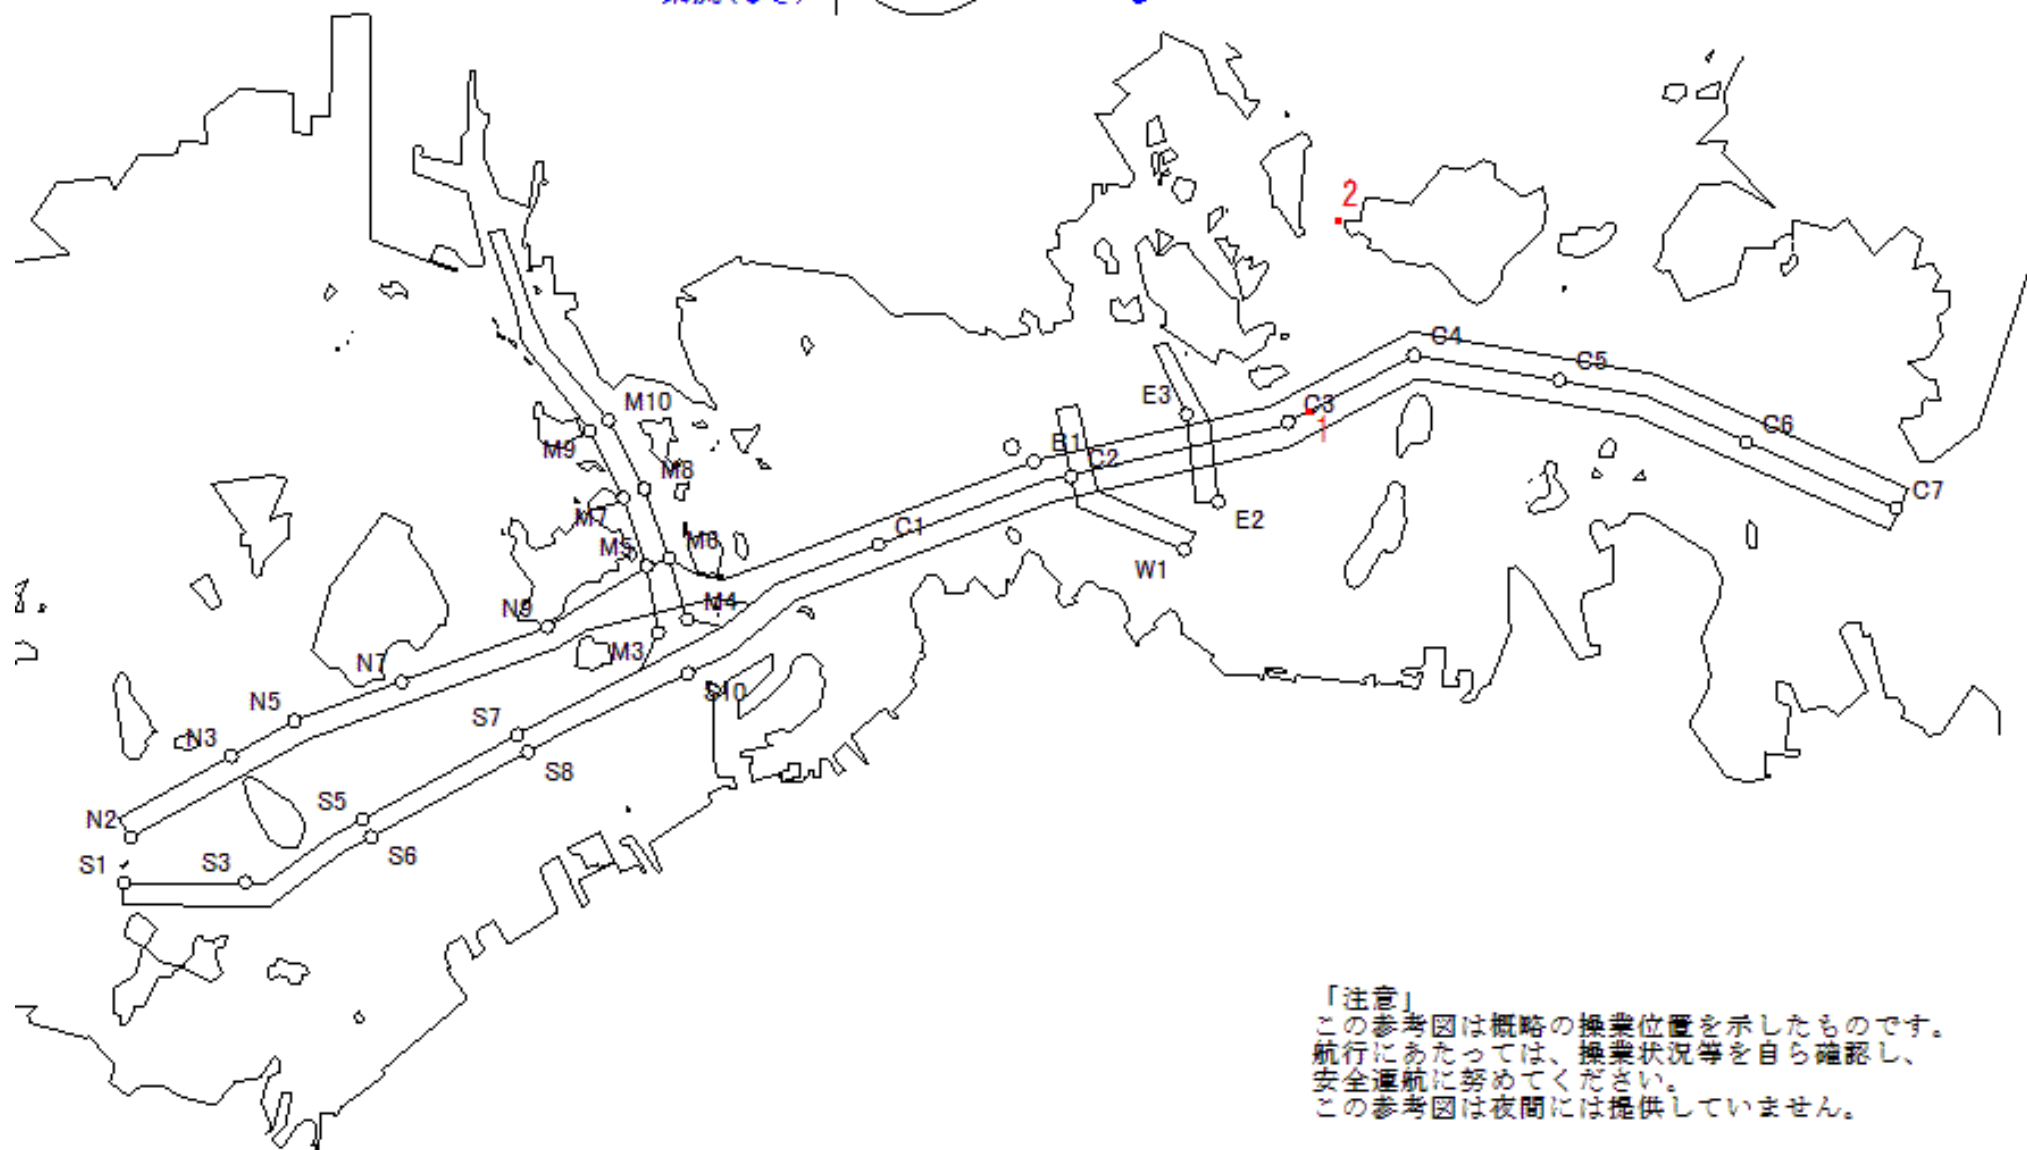 2
C4
C5
M10
E3
C3
1
C6
M9
B1
M8
C2
C7
M7
E2
C1
M5
M6
W1
N9
M4
M3
N7
S10
N5
S7
N3
S8
S5
N2
S6
S1
S3
「注意」
この参考図は概略の操業位置を示したものです。
航行にあたっては、操業状況等を自ら確認し、
安全運航に努めてください。
この参考図は夜間には提供していません。